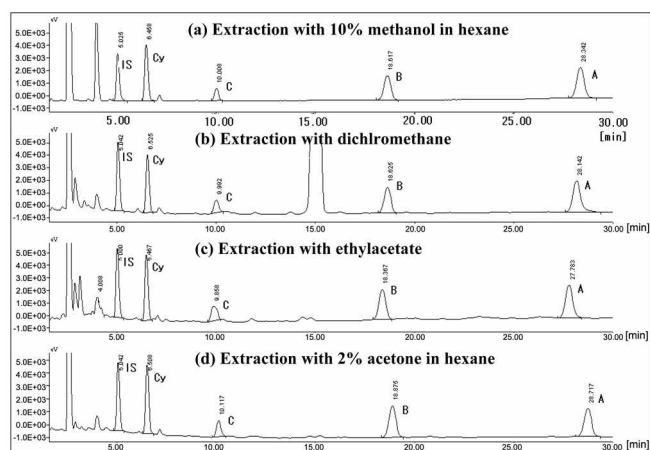 (a) Extraction with 10% methanol in hexane
uV
5.0E+03
4.0E+03
3.0E+03
2.0E+03
1.0E+03
0.0E+00
-1.0E+03
5.025
IS
6.468
Cy
10.008
C
18.617
B
28.342
A
5.00 10.00 15.00 20.00 25.00 30.00
[min]
(b) Extraction with dichlromethane
5.0E+03
4.0E+03
3.0E+03
2.0E+03
1.0E+03
0.0E+00
-1.0E+03
5.042
IS
6.525
Cy
9.992
C
18.625
B
28.142
A
5.00 10.00 15.00 20.00 25.00 30.00 [min]
(c) Extraction with ethylacetate
5.0E+03
4.0E+03
3.0E+03
2.0E+03
1.0E+03
0.0E+00
-1.0E+03
4.008
5.000
IS
6.467
Cy
9.858
C
18.367
B
27.783
A
5.00 10.00 15.00 20.00 25.00 30.00 [min]
(d) Extraction with 2% acetone in hexane
uV
5.0E+03
4.0E+03
3.0E+03
2.0E+03
1.0E+03
0.0E+00
-1.0E+03
5.042
IS
6.508
Cy
10.117
C
18.875
B
28.717
A
5.00 10.00 15.00 20.00 25.00 30.00 [min]